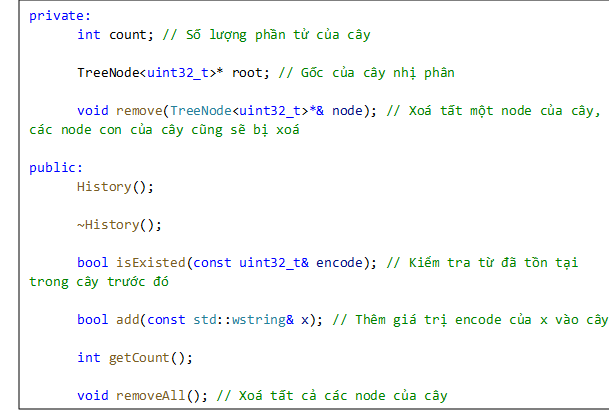 private:
int count; // Số lượng phần tử của cây
TreeNode<uint32_t>* root; // Gốc của cây nhị phân
void remove(TreeNode<uint32_t>*& node); // Xoá tất một node của cây,
các node con của cây cũng sẽ bị xoá
public:
History();
~History();
bool isExisted(const uint32_t& encode); // Kiểm tra từ đã tồn tại
trong cây trước đó
bool add(const std::wstring& x); // Thêm giá trị encode của x vào cây
int getCount();
void removeAll(); // Xoá tất cả các node của cây